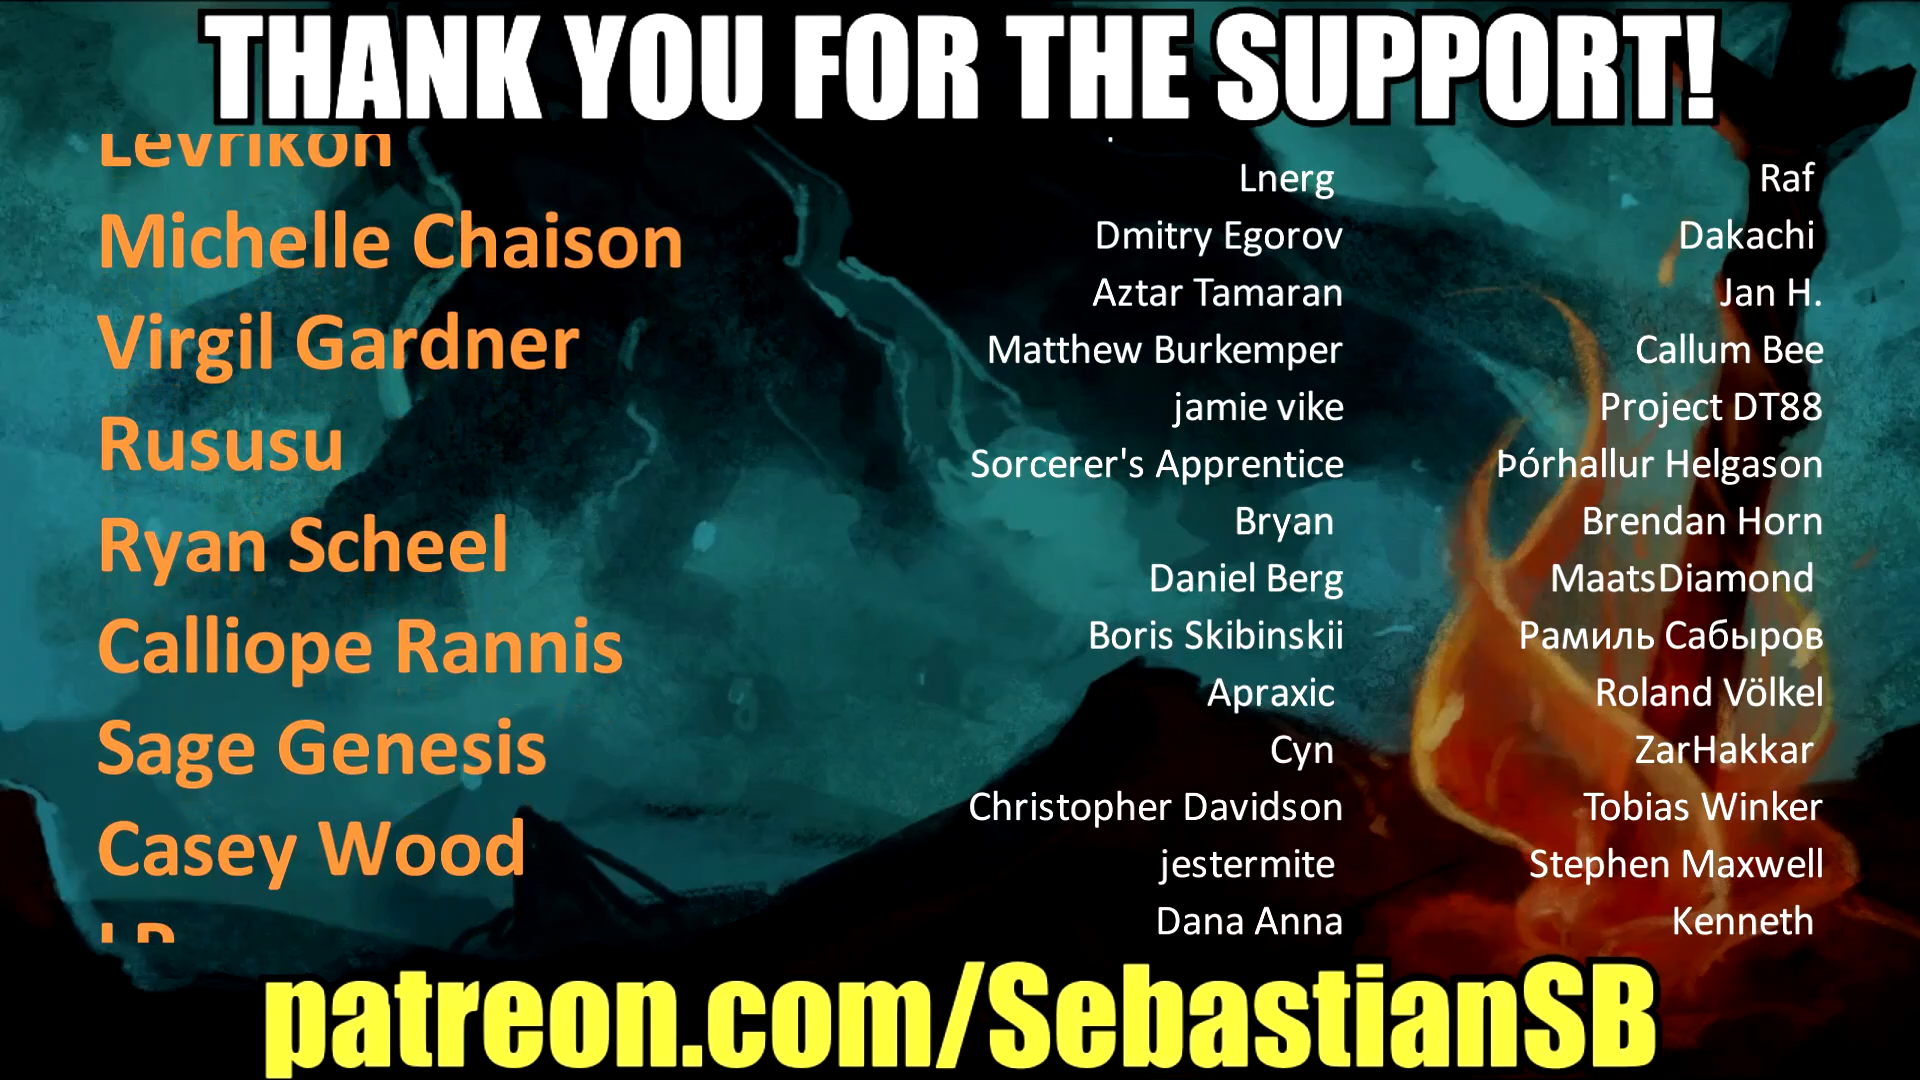 THANK YOU FOR THE SUPPORT!
Levrikon
Michelle Chaison
Virgil Gardner
Rususu
Ryan Scheel
Calliope Rannis
Sage Genesis
Casey Wood
Lnerg
Dmitry Egorov
Aztar Tamaran
Matthew Burkemper
jamie vike
Sorcerer's Apprentice
Bryan
Daniel Berg
Boris Skibinskii
Apraxic
Cyn
Christopher Davidson
jestermite
Dana Anna
Raf
Dakachi
Jan H.
Callum Bee
Project DT88
Þórhallur Helgason
Brendan Horn
MaatsDiamond
Рамиль Сабыров
Roland Völkel
ZarHakkar
Tobias Winker
Stephen Maxwell
Kenneth
patreon.com/SebastianSB